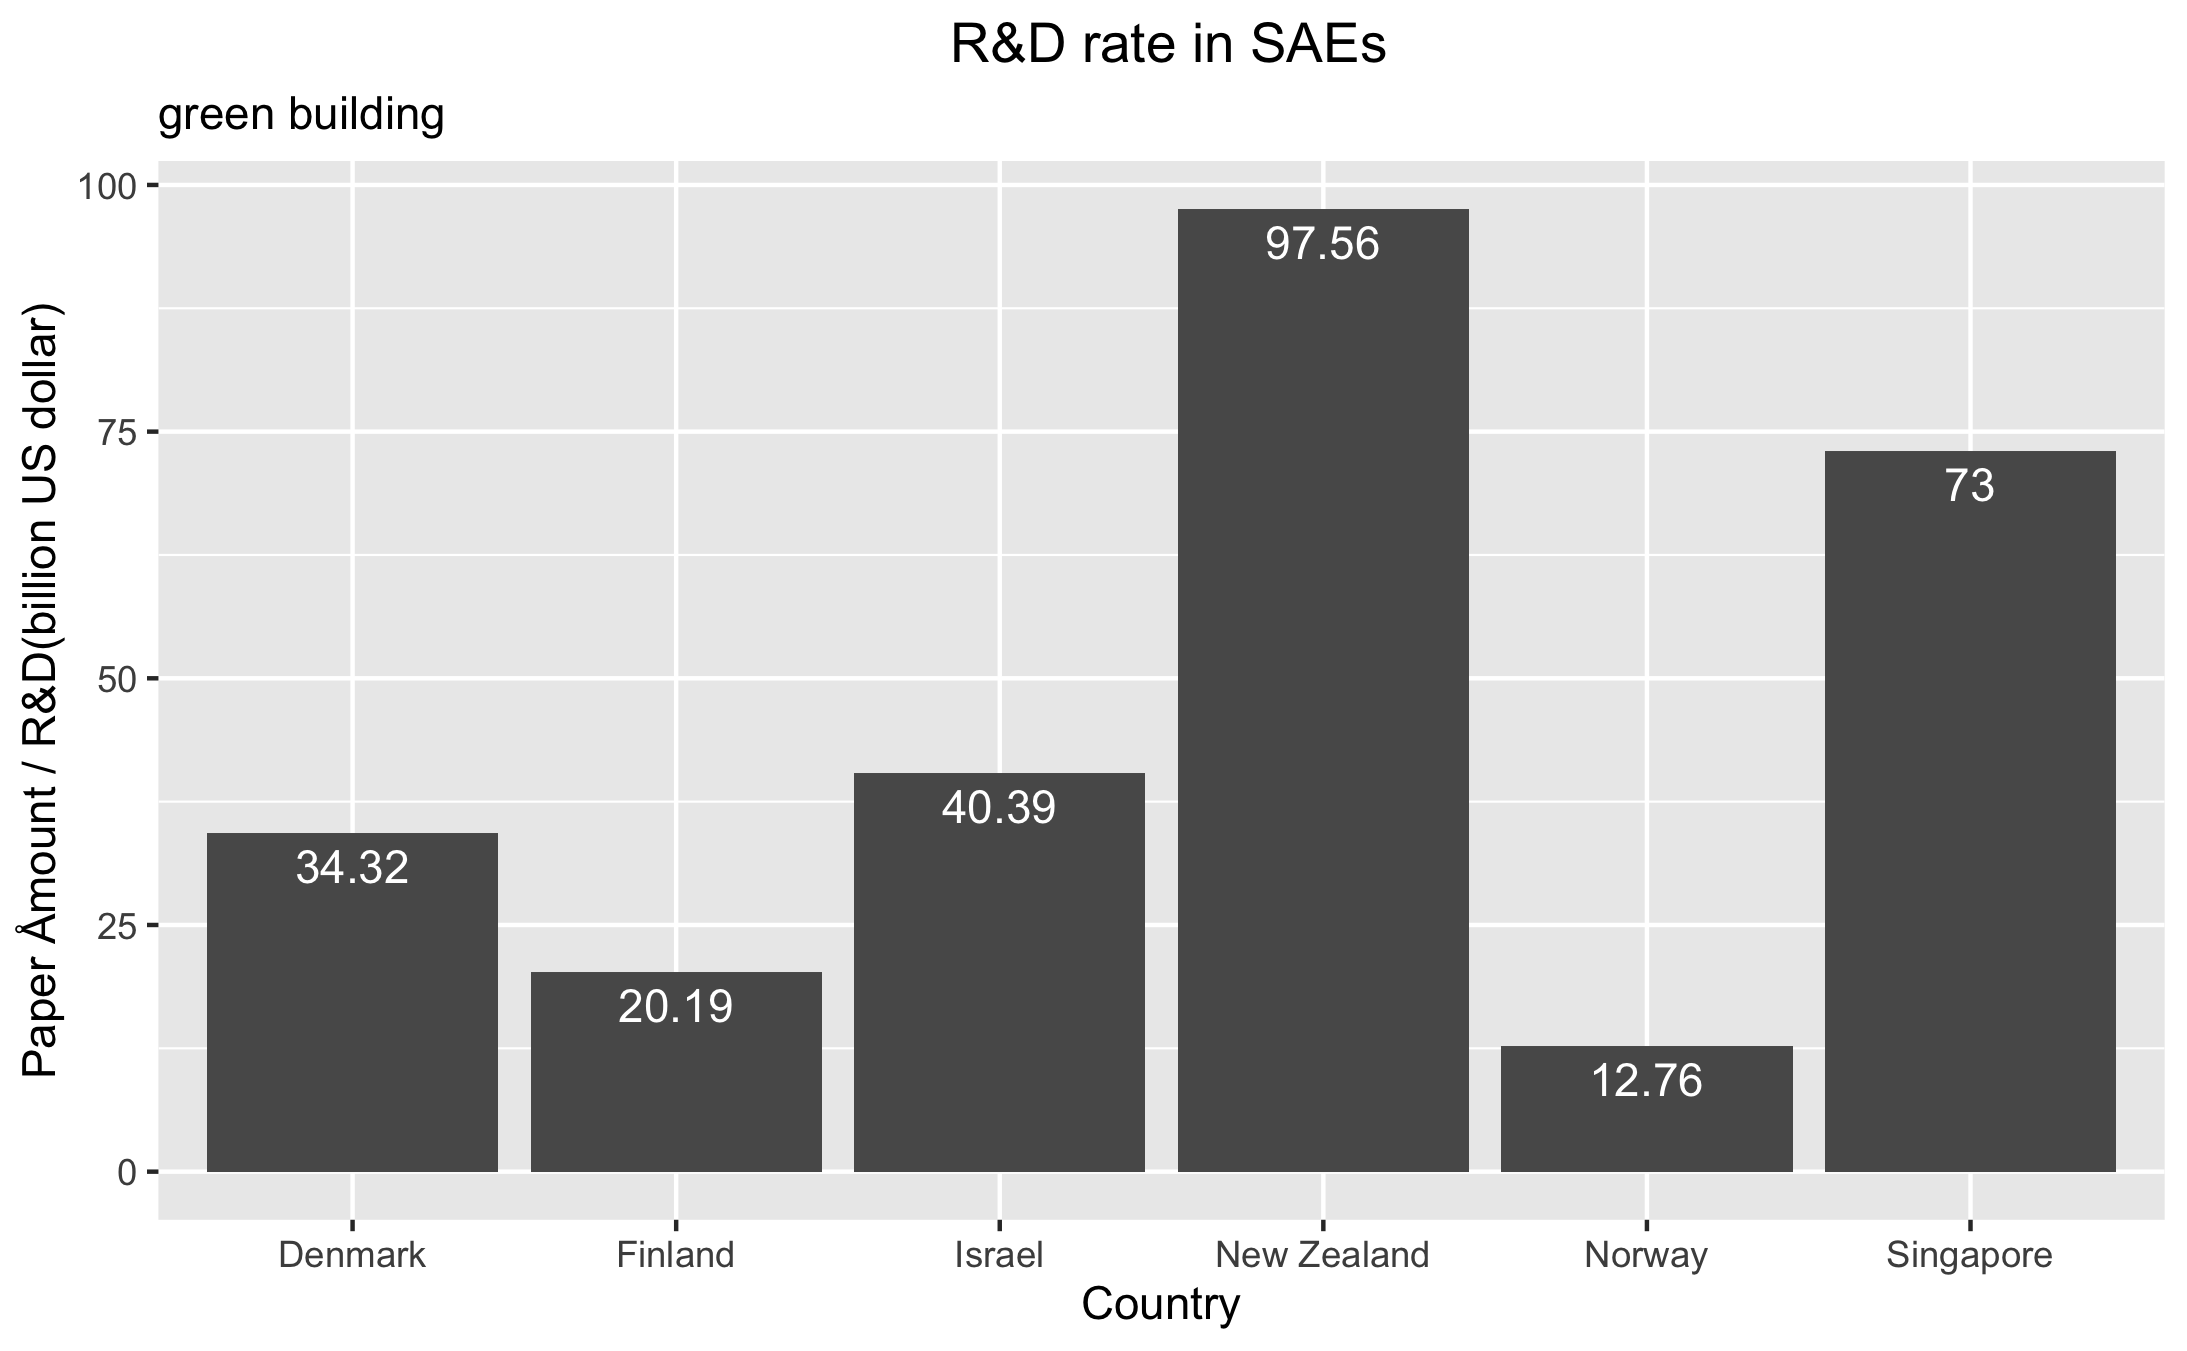 R&D rate in SAEs
green building
Paper Åmount / R&D(billion US dollar)
100
75
50
25
0
34.32
20.19
40.39
97.56
12.76
73
Denmark
Finland
Israel
New Zealand
Norway
Singapore
Country